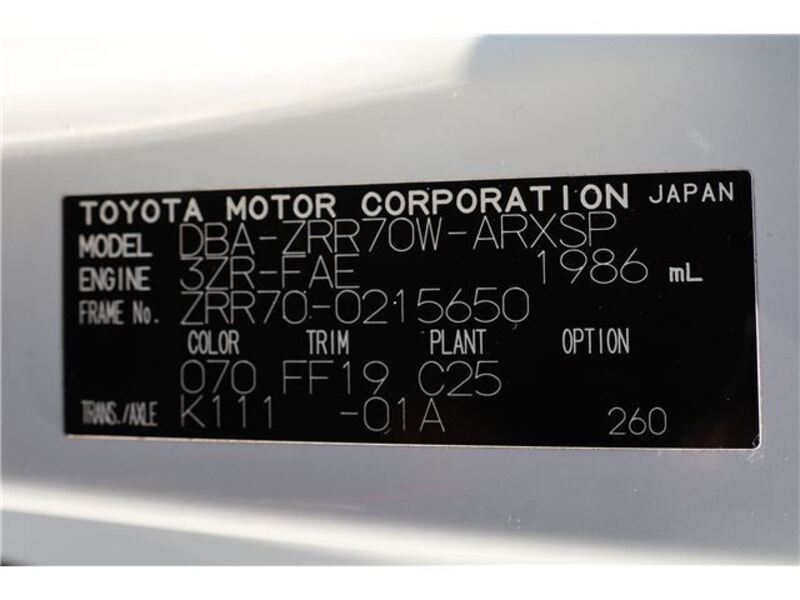 TOYOTA MOTOR CORPORATION JAPAN
MODEL DBA-ZRR70W-ARXSP
ENGINE 3ZR-FAE 1986 mL
FRAME No. ZRR70-0215650
COLOR TRIM PLANT OPTION
070 FF19 C25
TRANS./AXLE K111 -01A 260